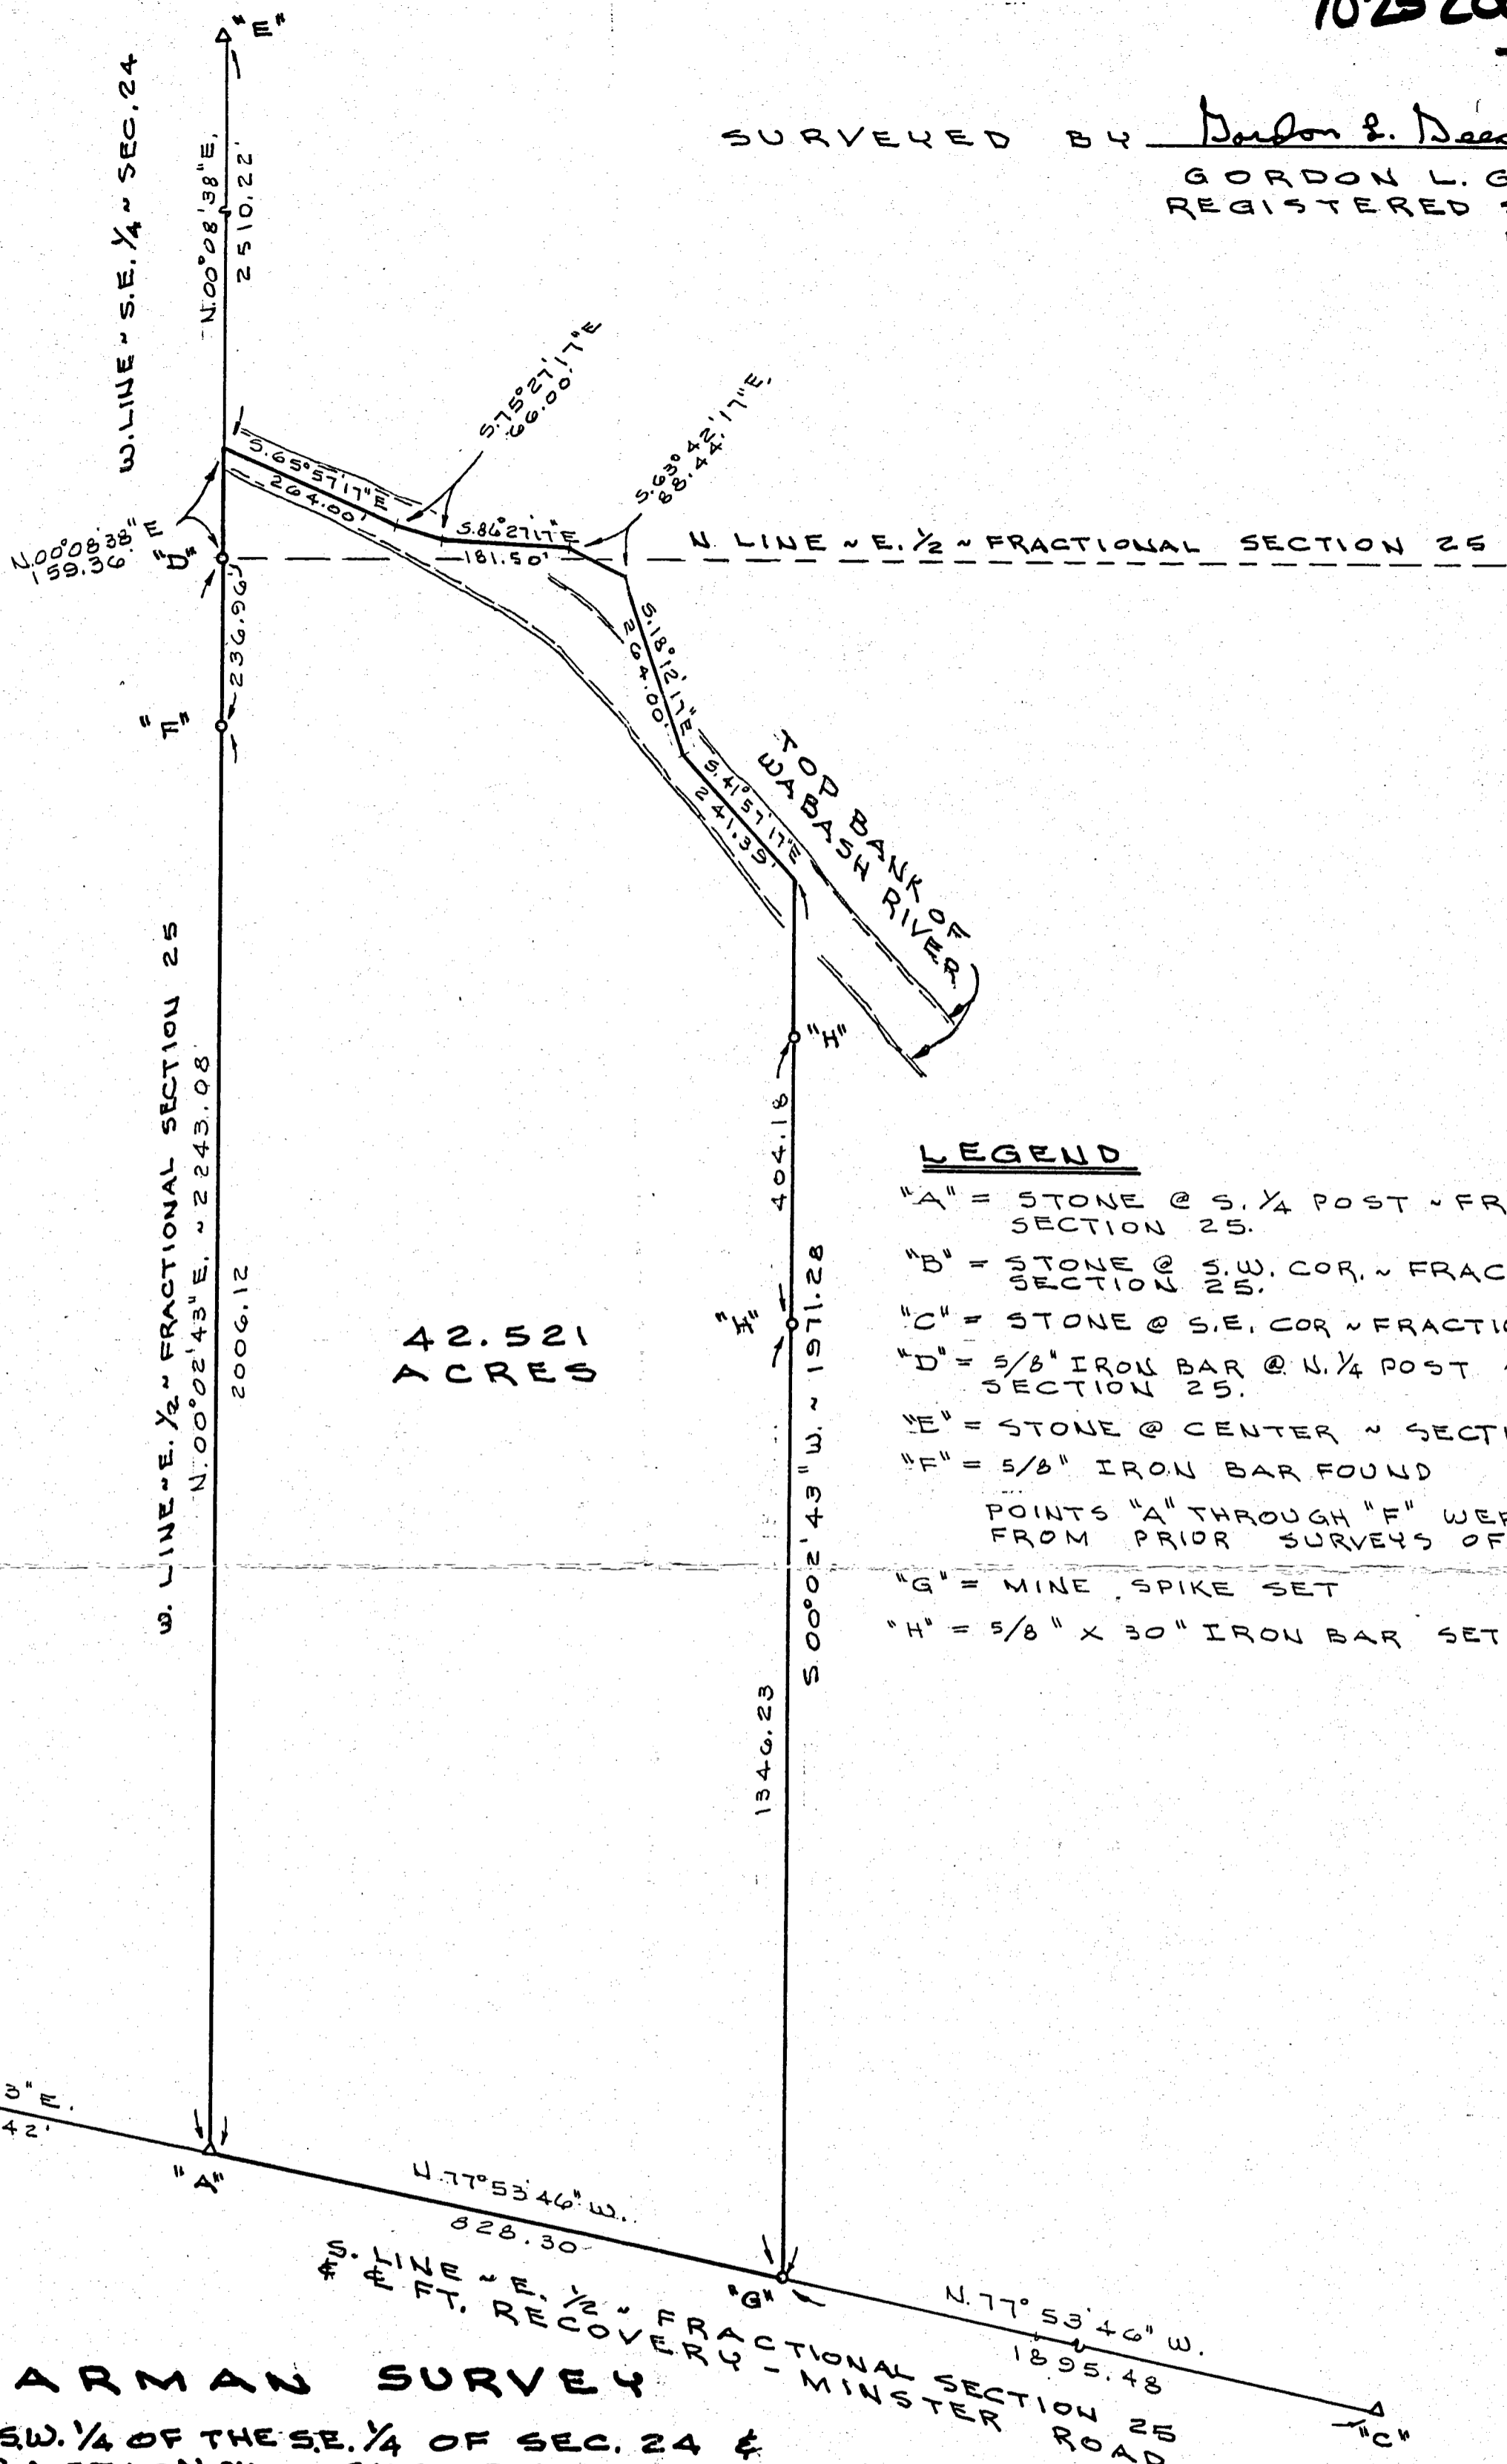 "E"
W. LINE ~ S.E. 1/4 ~ SEC. 24
N.00°08'38"E.
2510.22'
SURVEYED BY
GORDON L.
REGISTERED
S.75°27'17"E
66.00'
S.63°42'17"E.
88.44'
S.65°57'17"E
264.00'
S.86°27'17"E
181.50'
N.00°08'38"E
159.36'
"D"
N. LINE ~ E. 1/2 ~ FRACTIONAL SECTION 25
236.96'
"F"
S.18°12'17"E
264.00'
S.41°57'17"E
241.39'
TOP BANK OF
WABASH RIVER
"H"
404.18
"H"
W. LINE ~ E. 1/2 ~ FRACTIONAL SECTION 25
N.00°02'43"E. ~ 2243.08'
2006.12
42.521
ACRES
S.00°02'43"W. ~ 1971.28
1346.23
LEGEND
"A" = STONE @ S. 1/4 POST ~ FR
SECTION 25.
"B" = STONE @ S.W. COR. ~ FRAC
SECTION 25.
"C" = STONE @ S.E. COR ~ FRACTIO
"D" = 5/8" IRON BAR @ N. 1/4 POST
SECTION 25.
"E" = STONE @ CENTER ~ SECT
"F" = 5/8" IRON BAR FOUND
POINTS "A" THROUGH "F" WER
FROM PRIOR SURVEYS OF
"G" = MINE SPIKE SET
"H" = 5/8" X 30" IRON BAR SET
3"E.
42'
"A"
N.77°53'46"W.
828.30
"G"
S. LINE ~ E. 1/2 ~ FRACTIONAL SECTION 25
& ℄ FT. RECOVERY - MINSTER ROAD
N.77°53'46"W.
1895.48
"C"
ARMAN SURVEY
S.W. 1/4 OF THE S.E. 1/4 OF SEC. 24 &